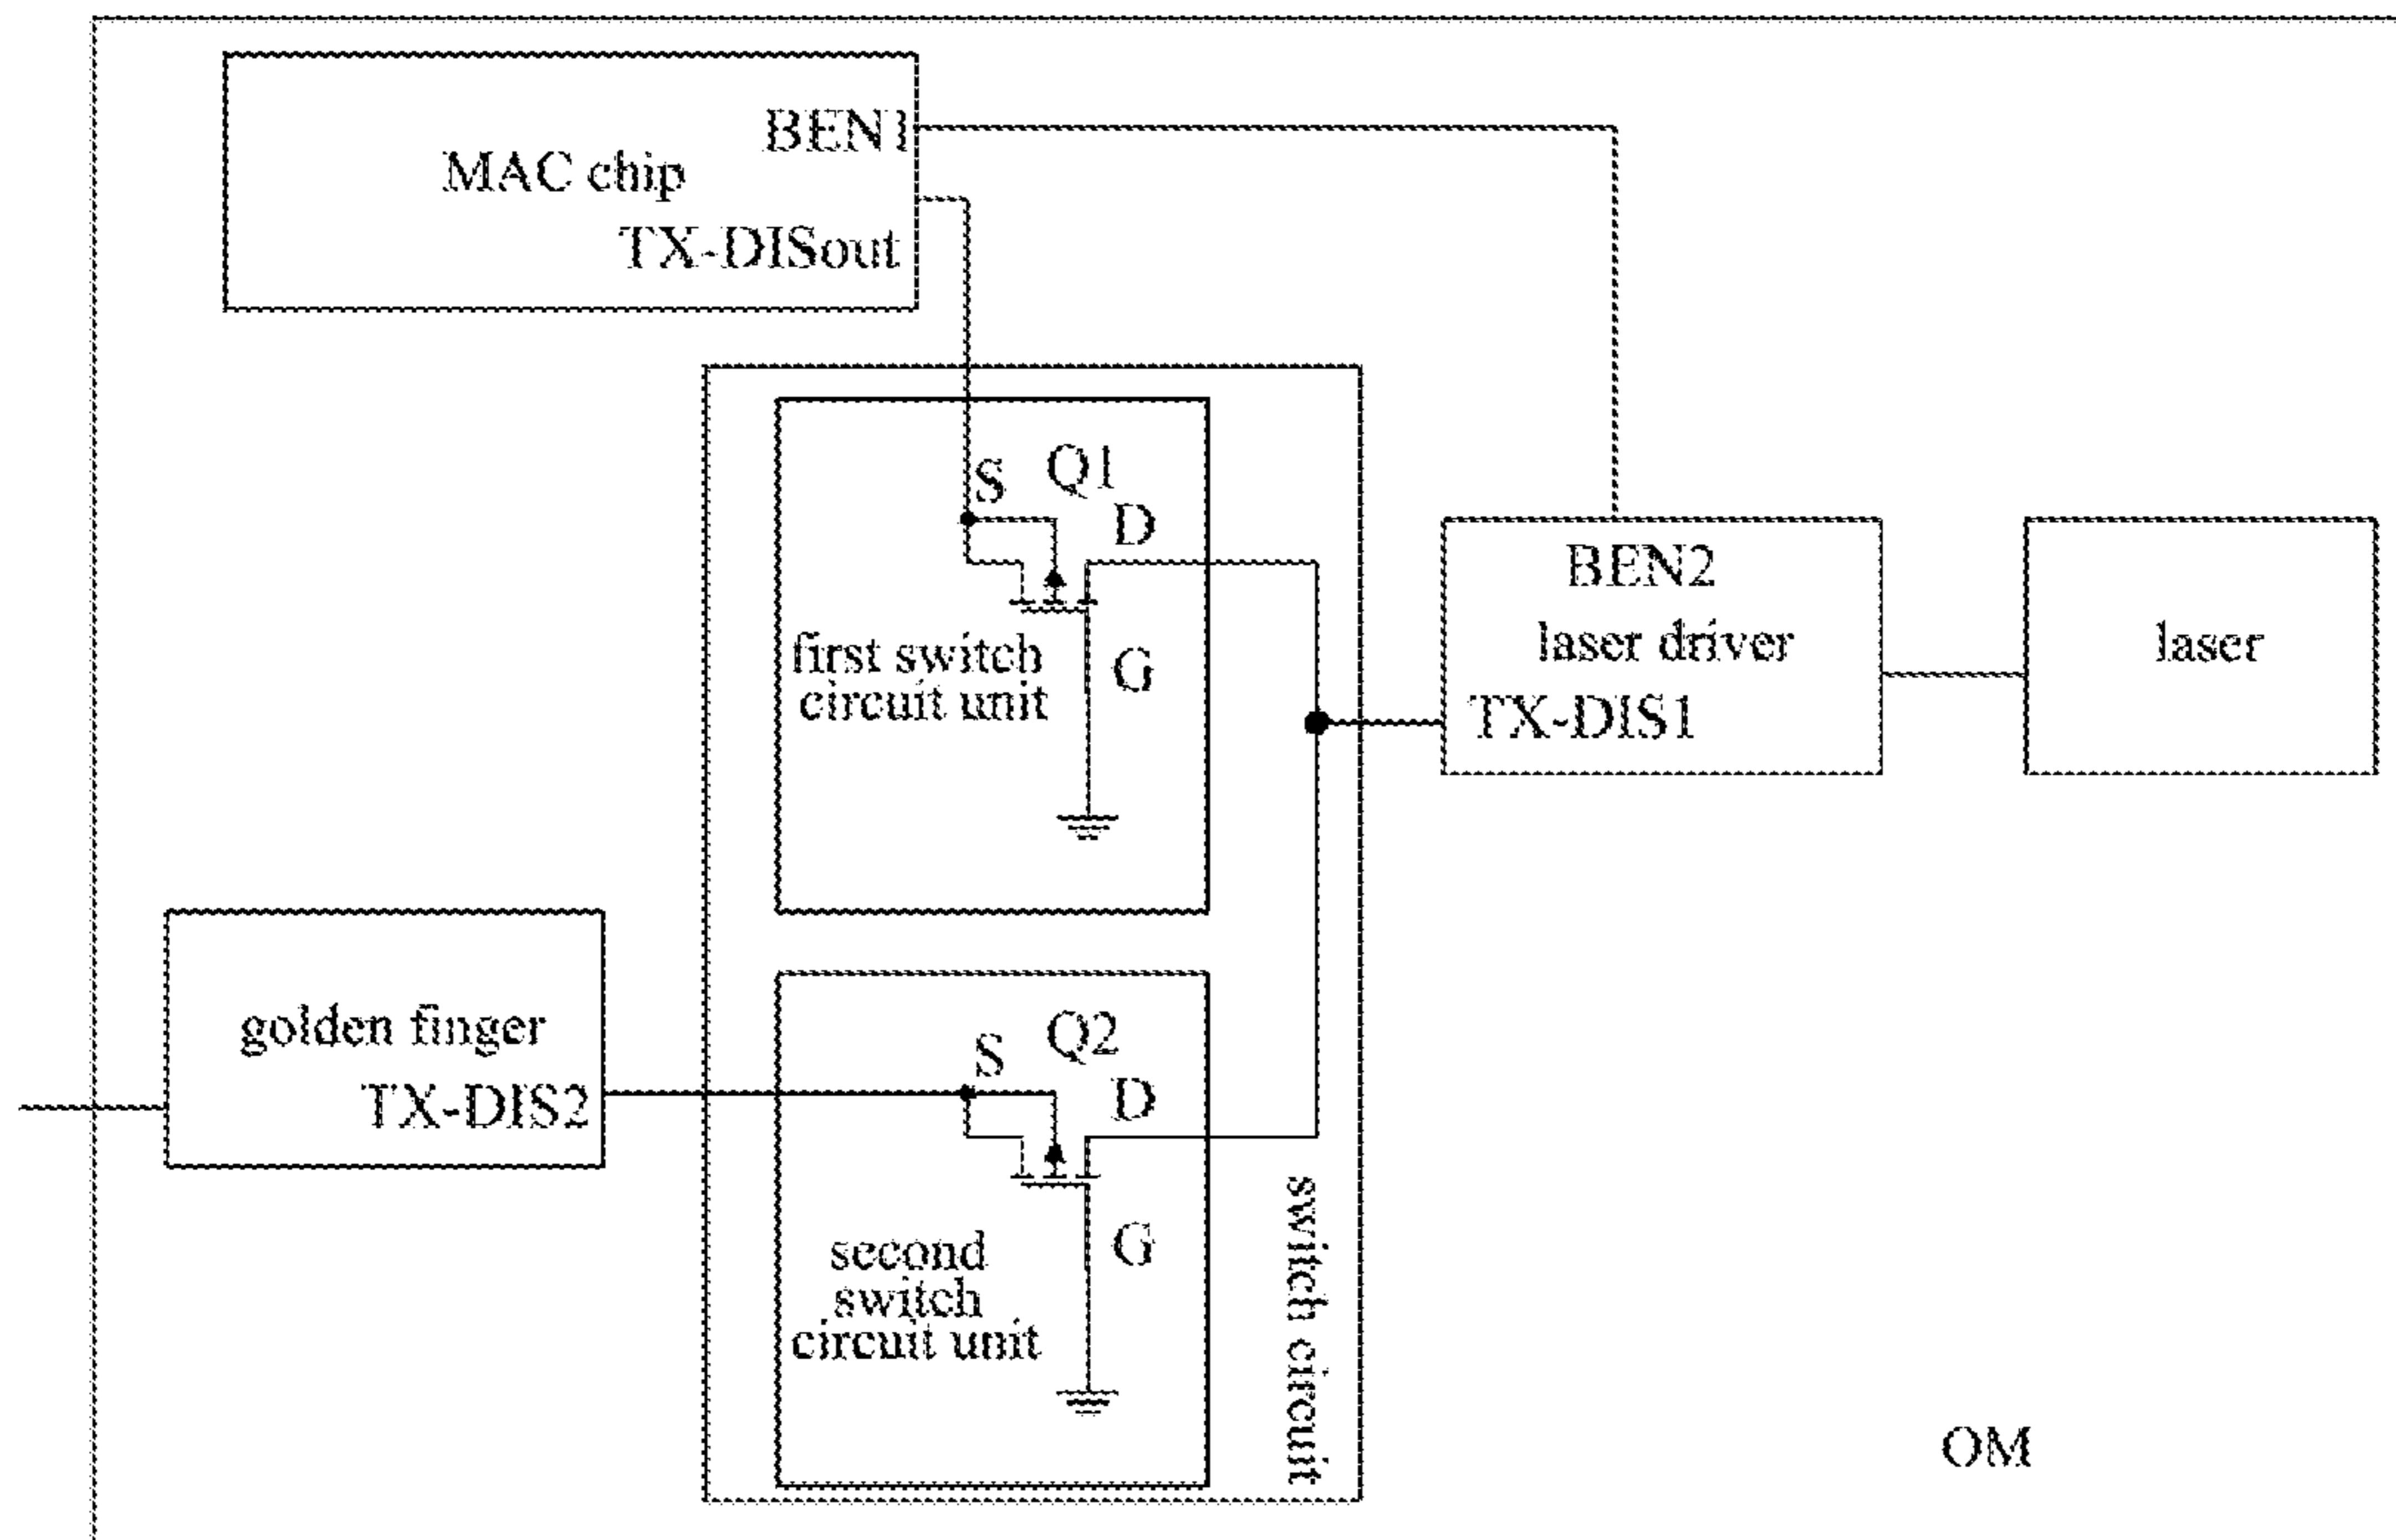 BEN1
MAC chip
TX-DISout
S
Q1
D
first switch
circuit unit
G
BEN2
laser driver
TX-DIS1
laser
golden finger
TX-DIS2
S
Q2
D
second
switch
circuit unit
G
switch circuit
OM